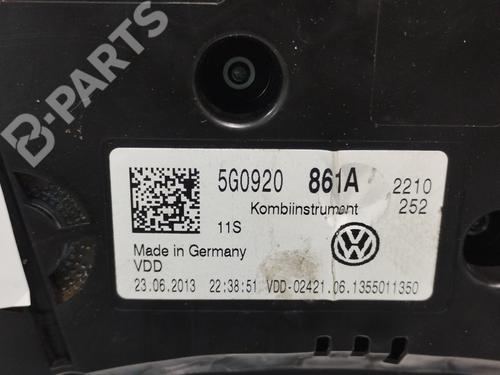 B-PARTS
5G0920 861A 2210
Kombiinstrument 252
11S
Made in Germany
VDD
23.06.2013 22:38:51 VDD-02421.06.1355011350